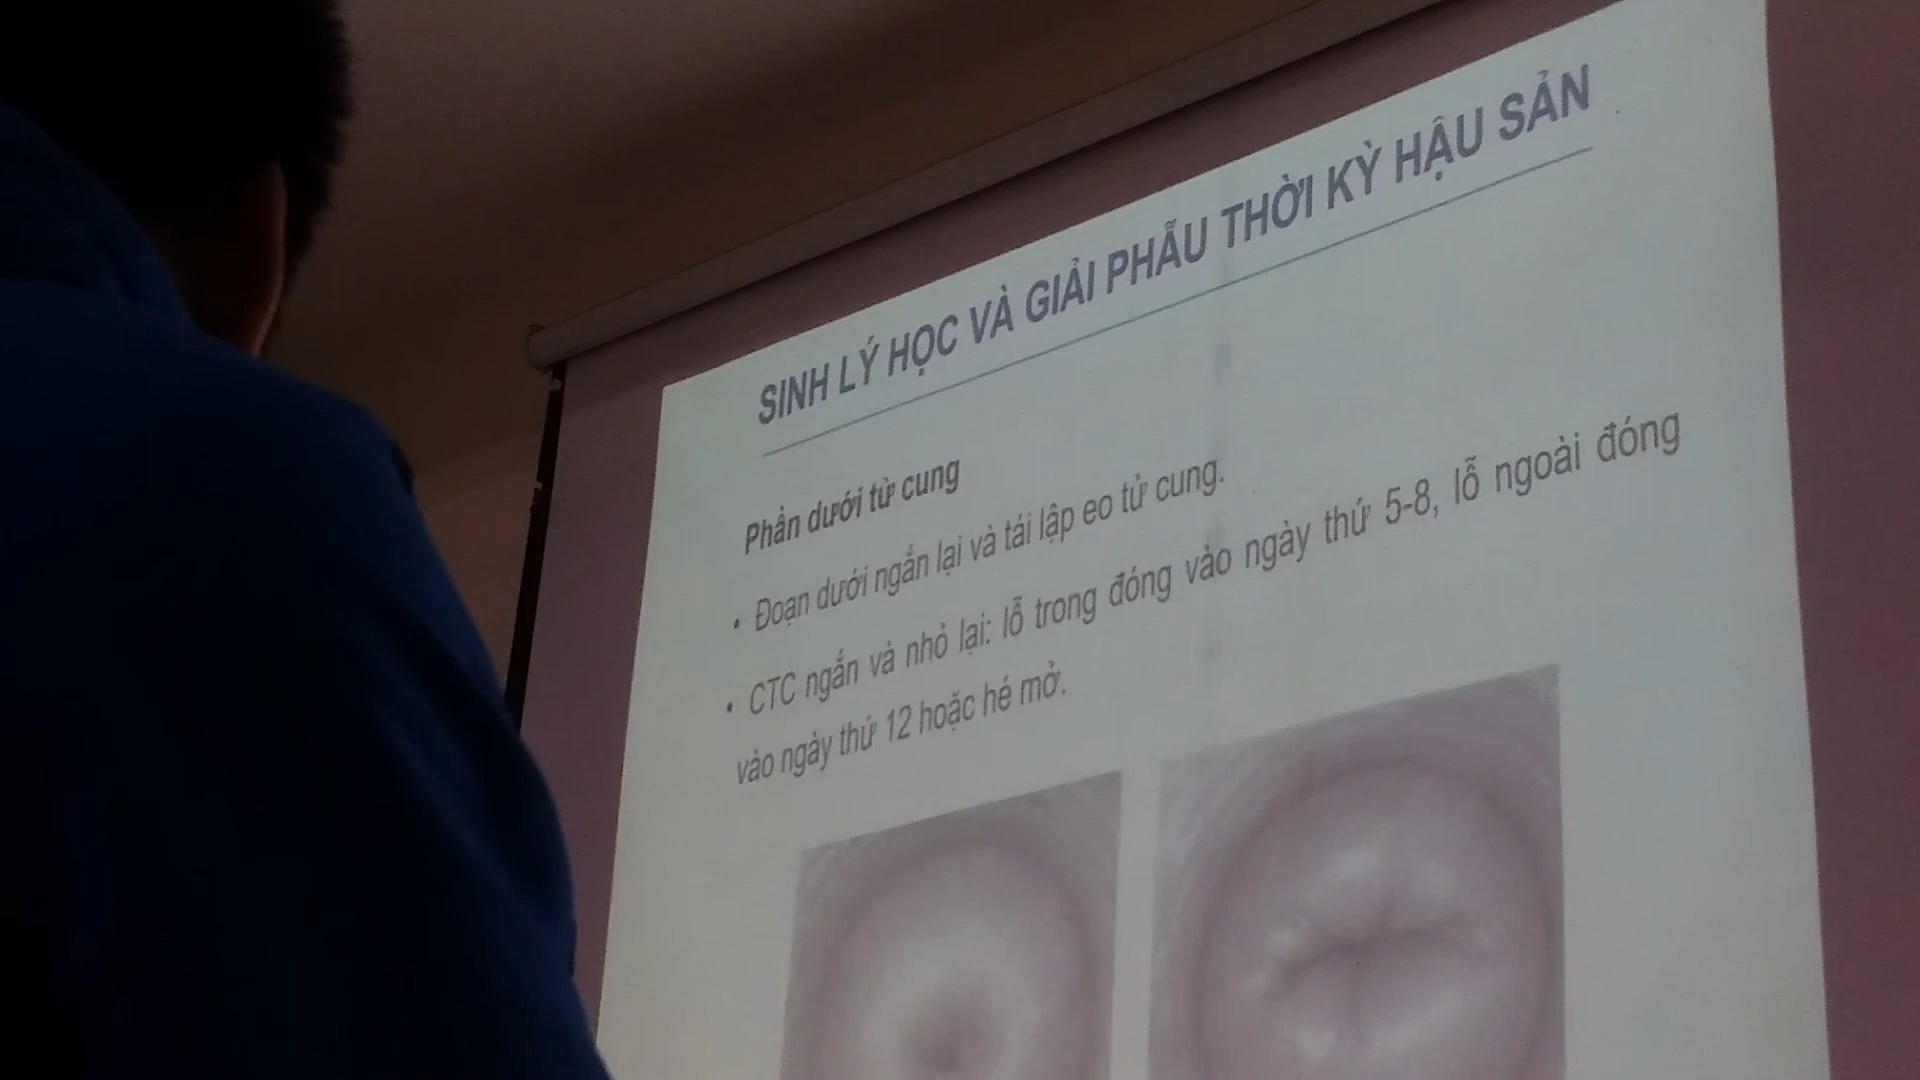 SINH LÝ HỌC VÀ GIẢI PHẪU THỜI KỲ HẬU SẢN
Phần dưới tử cung
• Đoạn dưới ngắn lại và tái lập eo tử cung.
• CTC ngắn và nhỏ lại: lỗ trong đóng vào ngày thứ 5-8, lỗ ngoài đóng
vào ngày thứ 12 hoặc hé mở.